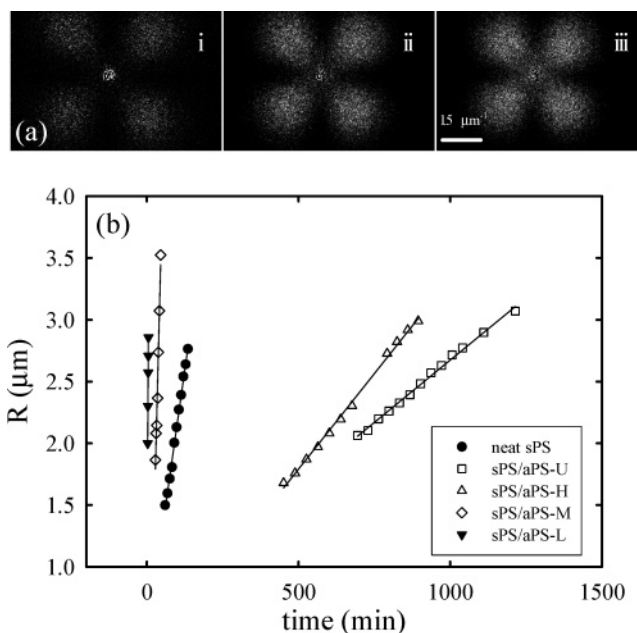 i ii iii
(a) 15 μm
(b)
4.0
3.5
3.0
2.5
2.0
1.5
1.0
R (μm)
0 500 1000 1500
time (min)
neat sPS
sPS/aPS-U
sPS/aPS-H
sPS/aPS-M
sPS/aPS-L